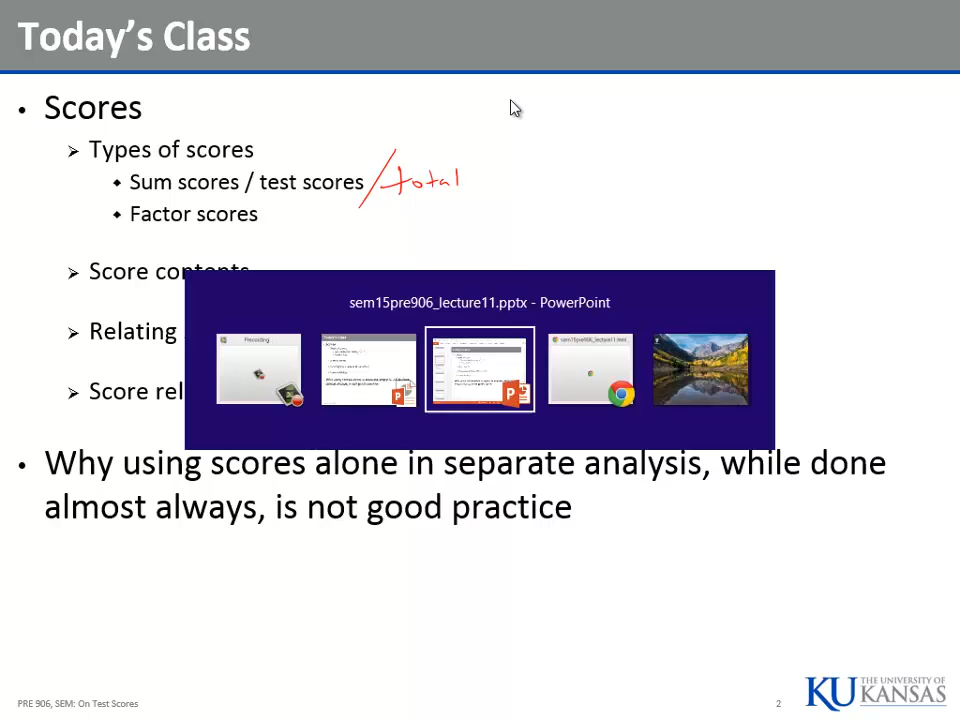 Today's Class
• Scores
Types of scores
Sum scores / test scores / total
Factor scores
Score contents
sem15pre906_lecture11.pptx - PowerPoint
Relating
Score rel
• Why using scores alone in separate analysis, while done
almost always, is not good practice
PRE 906, SEM: On Test Scores
2
KU THE UNIVERSITY OF
KANSAS